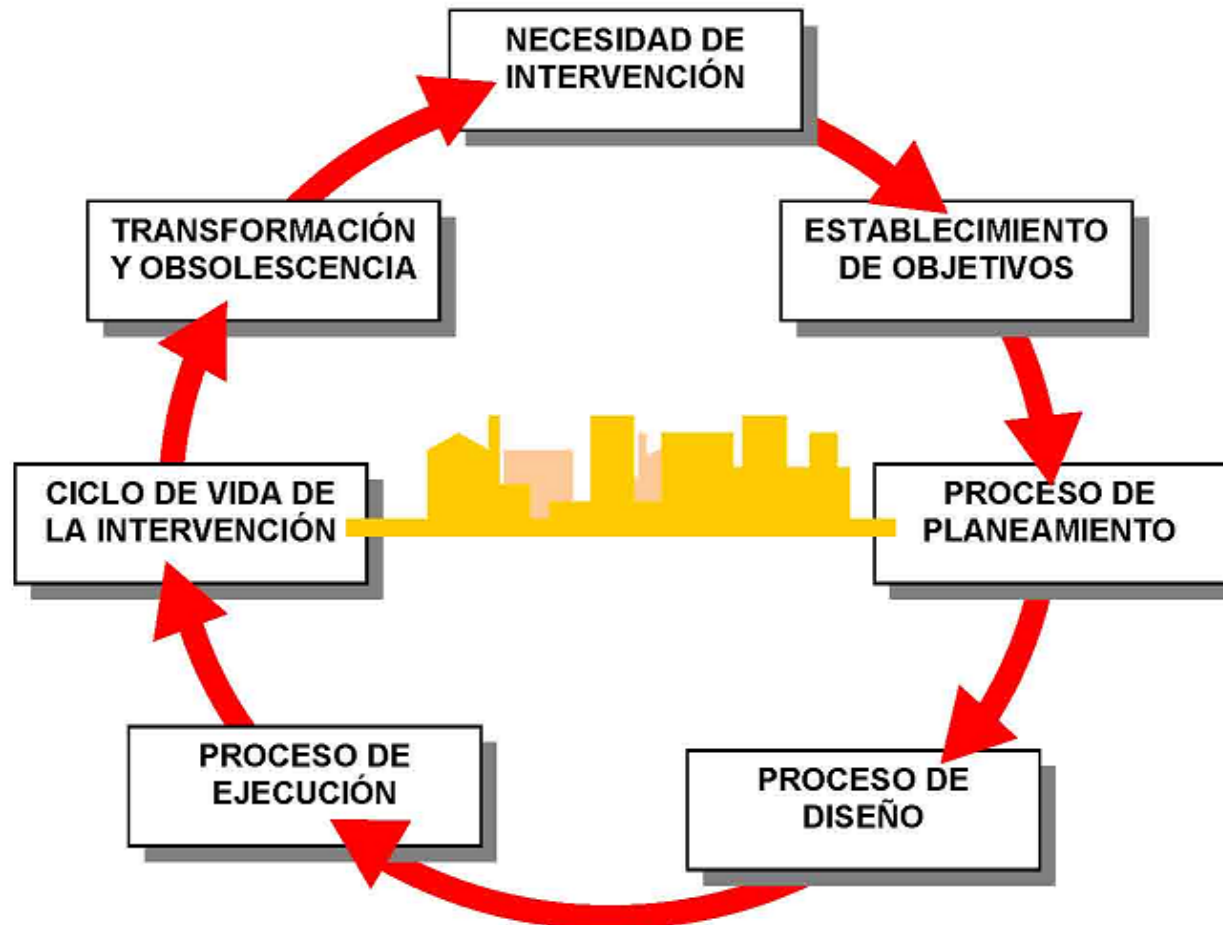 NECESIDAD DE
INTERVENCIÓN
ESTABLECIMIENTO
DE OBJETIVOS
PROCESO DE
PLANEAMIENTO
PROCESO DE
DISEÑO
PROCESO DE
EJECUCIÓN
CICLO DE VIDA DE
LA INTERVENCIÓN
TRANSFORMACIÓN
Y OBSOLESCENCIA